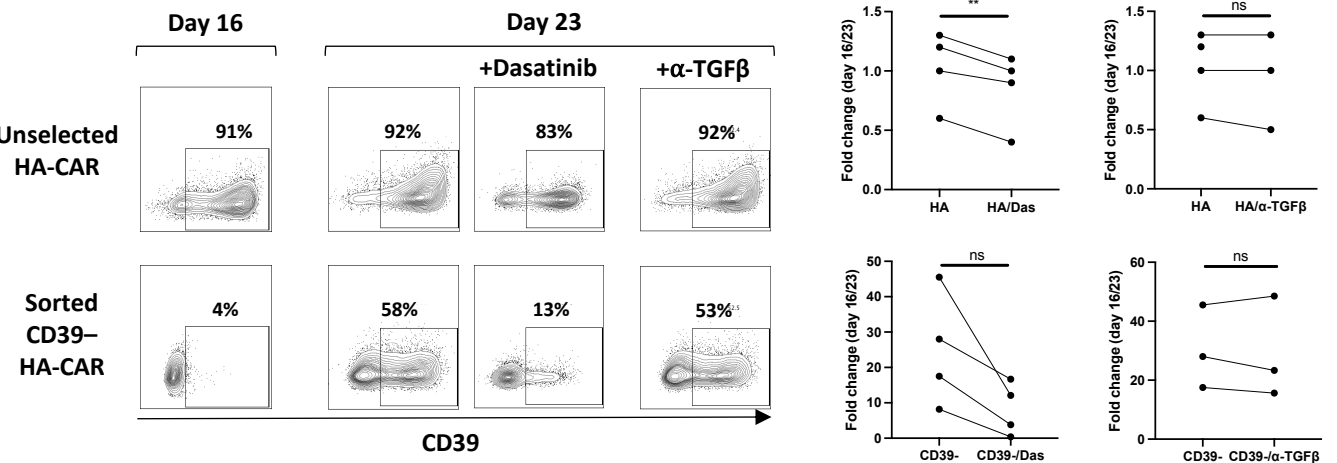 Day 16
Day 23
+Dasatinib
+α-TGFβ
Unselected
HA-CAR
91%
92%
83%
92%
Sorted
CD39–
HA-CAR
4%
58%
13%
53%
CD39
**
Fold change (day 16/23)
1.5
1.0
0.5
0.0
HA
HA/Das
ns
Fold change (day 16/23)
1.5
1.0
0.5
0.0
HA
HA/α-TGFβ
ns
Fold change (day 16/23)
50
40
30
20
10
0
CD39-
CD39-/Das
ns
Fold change (day 16/23)
60
40
20
0
CD39-
CD39-/α-TGFβ